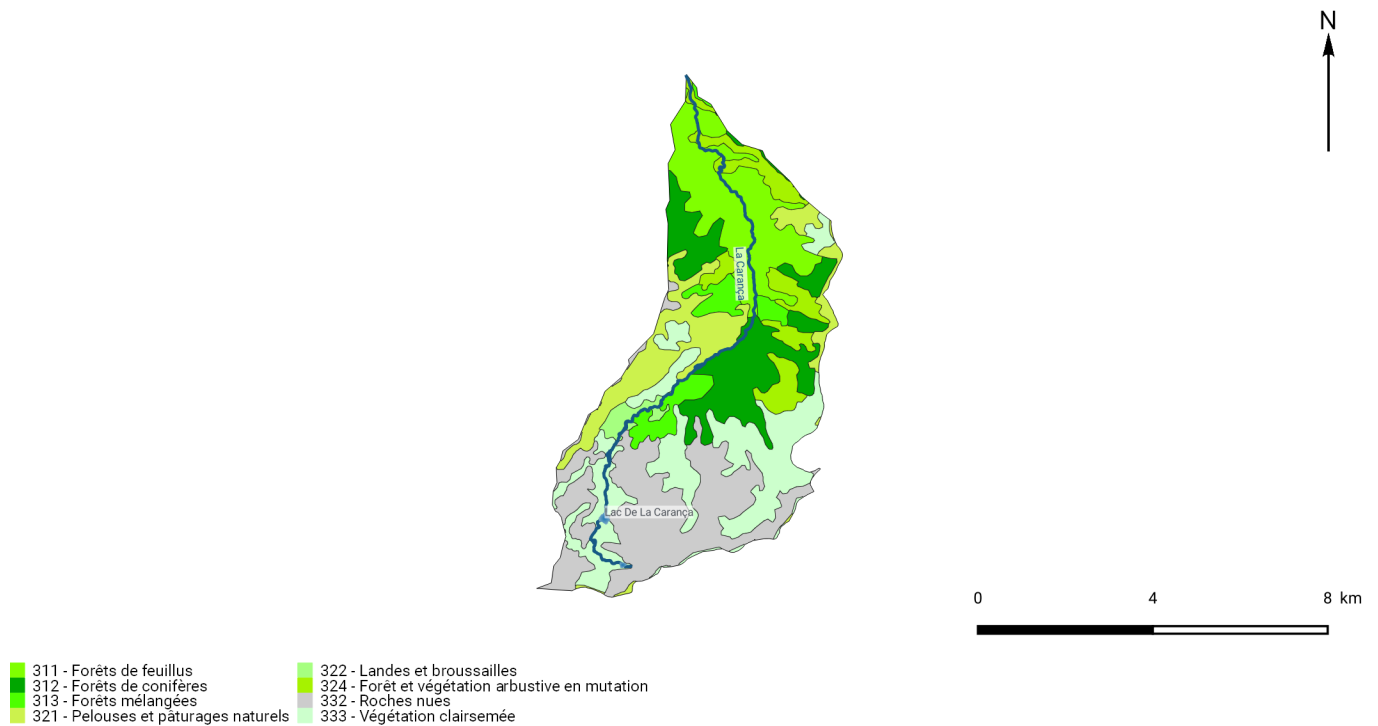 N
La Carança
Lac De La Carança
0 4 8 km
311 - Forêts de feuillus
312 - Forêts de conifères
313 - Forêts mélangées
321 - Pelouses et pâturages naturels
322 - Landes et broussailles
324 - Forêt et végétation arbustive en mutation
332 - Roches nues
333 - Végétation clairsemée